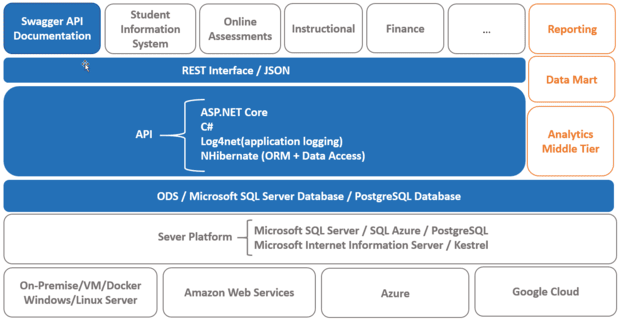 Swagger API
Documentation
Student
Information
System
Online
Assessments
Instructional
Finance
...
Reporting
REST Interface / JSON
Data Mart
API
ASP.NET Core
C#
Log4net(application logging)
NHibernate (ORM + Data Access)
Analytics
Middle Tier
ODS / Microsoft SQL Server Database / PostgreSQL Database
Sever Platform
Microsoft SQL Server / SQL Azure / PostgreSQL
Microsoft Internet Information Server / Kestrel
On-Premise/VM/Docker
Windows/Linux Server
Amazon Web Services
Azure
Google Cloud